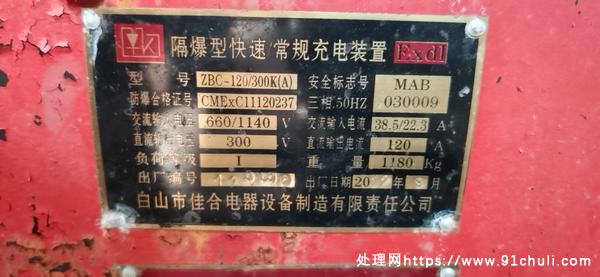 隔爆型快速/常规充电装置 ExdI
型 号 ZBC-120/300K(A) 安全标志号 MAB
防爆合格证号 CMExC11120237 三相,50HZ 030009
交流输入电压 660/1140 V 交流输入电流 38.5/22.3 A
直流输出电压 300 V 直流输出电流 120 A
负荷等级 I 重 量 1180 Kg
出厂编号 出厂日期 20 年 月
白山市佳合电器设备制造有限责任公司
处理网https://www.91chuli.com/